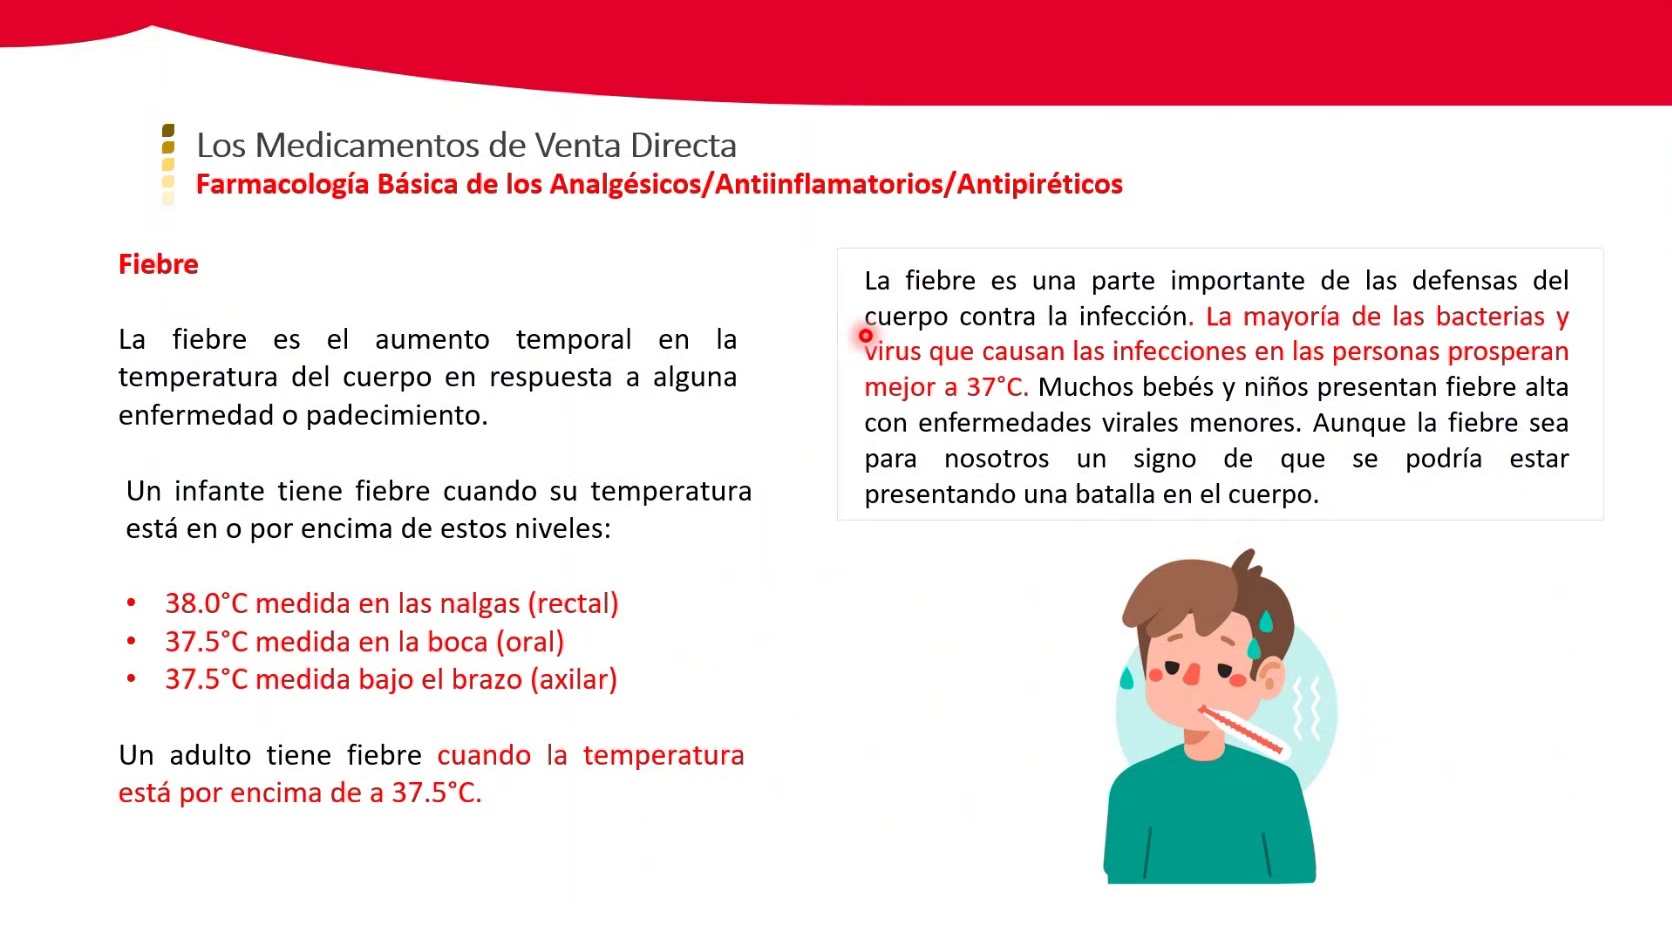 Los Medicamentos de Venta Directa
Farmacología Básica de los Analgésicos/Antiinflamatorios/Antipiréticos
Fiebre
La fiebre es el aumento temporal en la
temperatura del cuerpo en respuesta a alguna
enfermedad o padecimiento.
Un infante tiene fiebre cuando su temperatura
está en o por encima de estos niveles:
• 38.0°C medida en las nalgas (rectal)
• 37.5°C medida en la boca (oral)
• 37.5°C medida bajo el brazo (axilar)
Un adulto tiene fiebre cuando la temperatura
está por encima de a 37.5°C.
La fiebre es una parte importante de las defensas del
cuerpo contra la infección. La mayoría de las bacterias y
virus que causan las infecciones en las personas prosperan
mejor a 37°C. Muchos bebés y niños presentan fiebre alta
con enfermedades virales menores. Aunque la fiebre sea
para nosotros un signo de que se podría estar
presentando una batalla en el cuerpo.